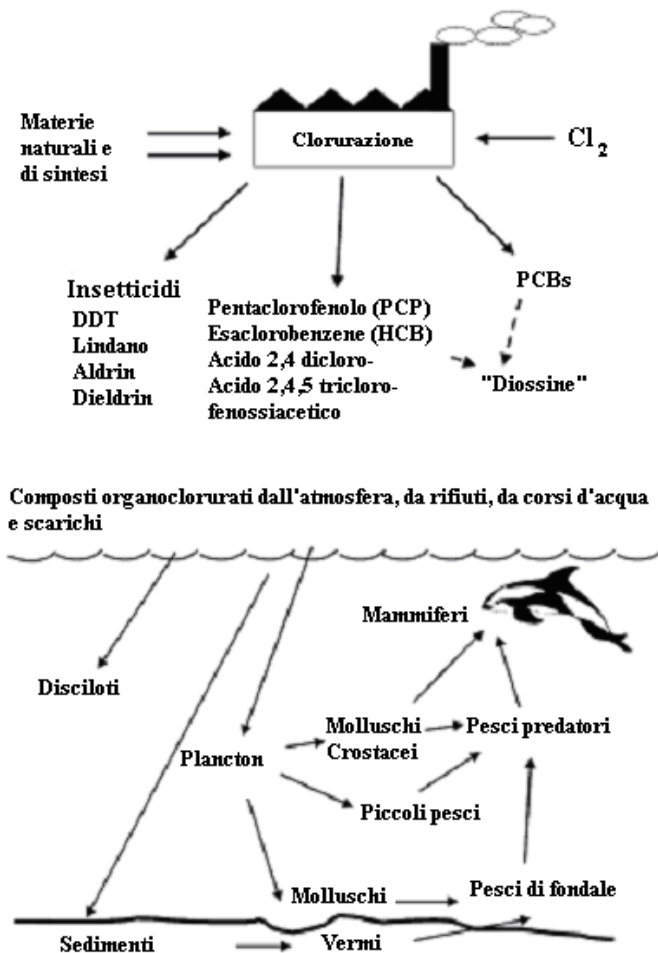 Materie
naturali e
di sintesi
Clorurazione
Cl2
Insetticidi
DDT
Lindano
Aldrin
Dieldrin
Pentaclorofenolo (PCP)
Esaclorobenzene (HCB)
Acido 2,4 dicloro-
Acido 2,4,5 tricloro-
fenossiacetico
PCBs
"Diossine"
Composti organoclorurati dall'atmosfera, da rifiuti, da corsi d'acqua
e scarichi
Mammiferi
Disciloti
Plancton
Molluschi
Crostacei
Pesci predatori
Piccoli pesci
Molluschi
Pesci di fondale
Sedimenti
Vermi